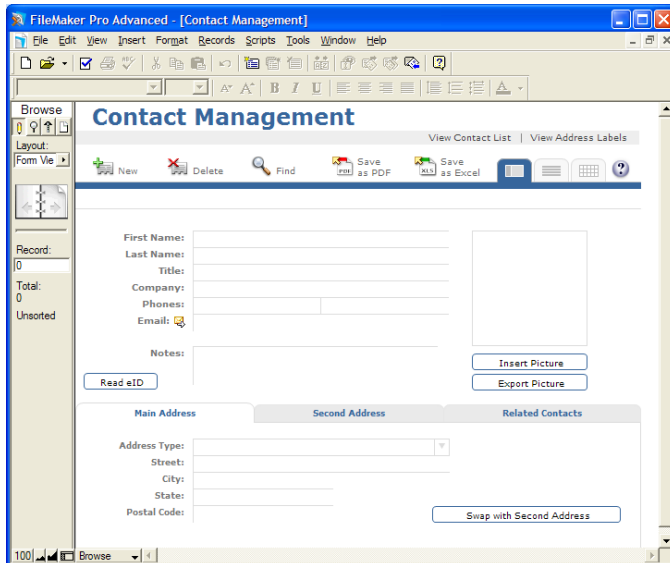 FileMaker Pro Advanced - [Contact Management]
File Edit View Insert Format Records Scripts Tools Window Help
Browse
Layout:
Form Vie
Record:
0
Total:
0
Unsorted
Contact Management
View Contact List | View Address Labels
New
Delete
Find
PDF
Save
as PDF
XLS
Save
as Excel
First Name:
Last Name:
Title:
Company:
Phones:
Email:
Notes:
Read eID
Insert Picture
Export Picture
Main Address
Second Address
Related Contacts
Address Type:
Street:
City:
State:
Postal Code:
Swap with Second Address
100
Browse